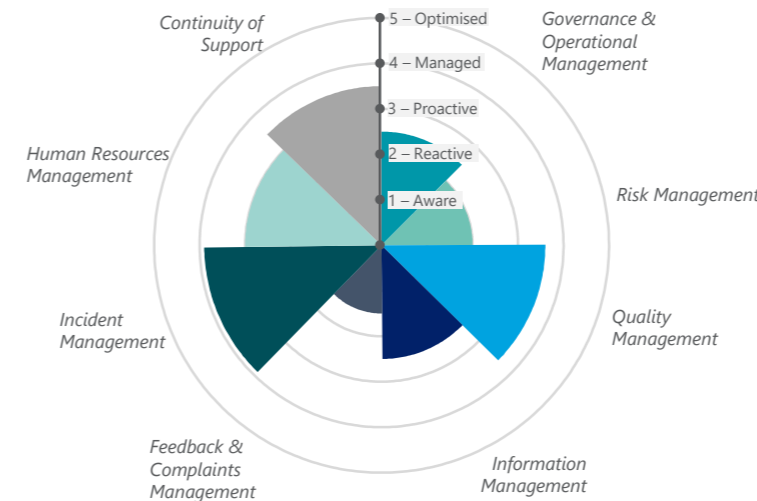 Continuity of
Support
5 – Optimised
4 – Managed
3 – Proactive
2 – Reactive
1 – Aware
Governance &
Operational
Management
Human Resources
Management
Risk Management
Incident
Management
Quality
Management
Feedback &
Complaints
Management
Information
Management